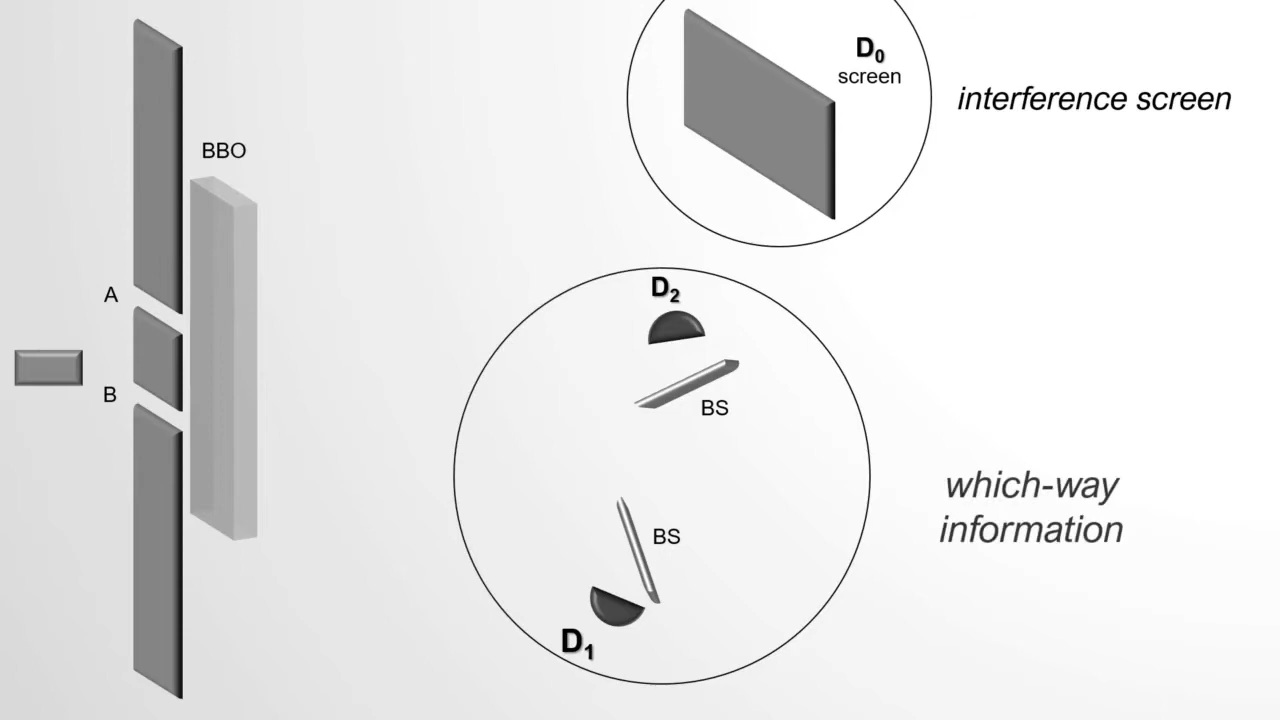 D₀
screen
interference screen
BBO
A
B
D₂
BS
BS
D₁
which-way
information